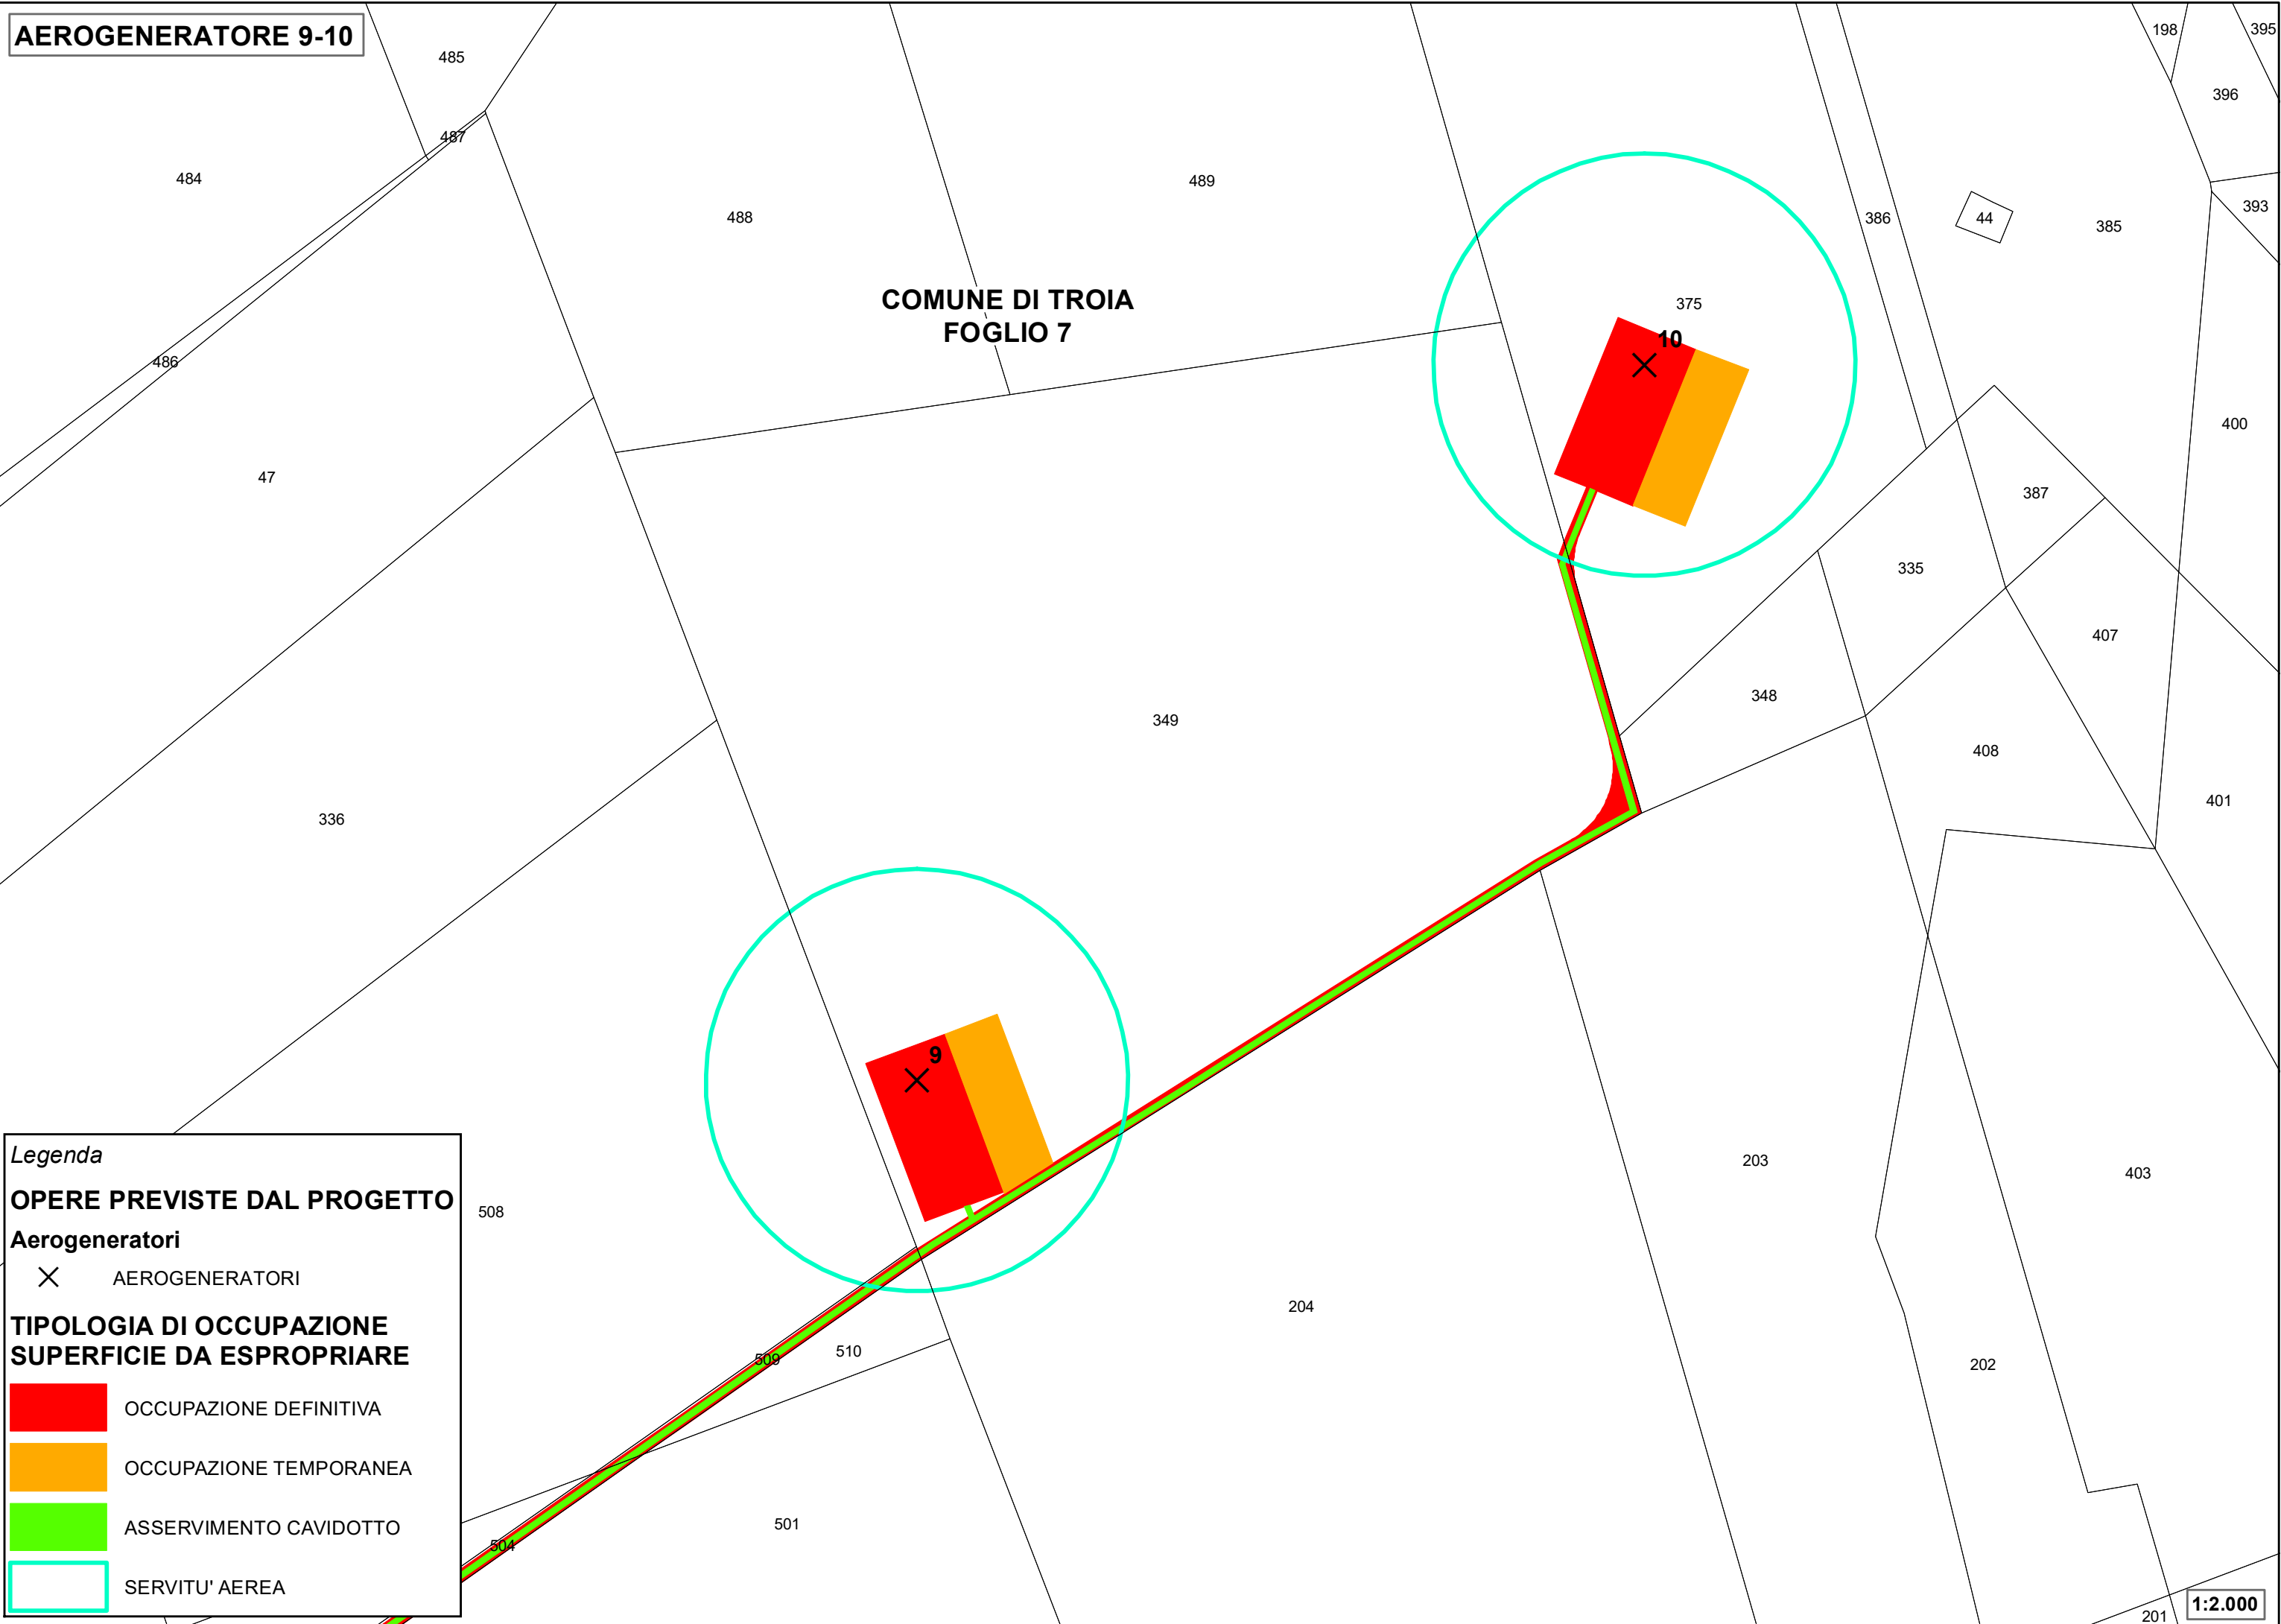 AEROGENERATORE 9-10
485
198
395
396
487
484
489
488
386
44
385
393
COMUNE DI TROIA
FOGLIO 7
375
10
486
400
47
387
335
407
348
349
408
401
336
9
203
403
508
204
510
509
202
501
504
201
Legenda
OPERE PREVISTE DAL PROGETTO
Aerogeneratori
AEROGENERATORI
TIPOLOGIA DI OCCUPAZIONE
SUPERFICIE DA ESPROPRIARE
OCCUPAZIONE DEFINITIVA
OCCUPAZIONE TEMPORANEA
ASSERVIMENTO CAVIDOTTO
SERVITU' AEREA
1:2.000